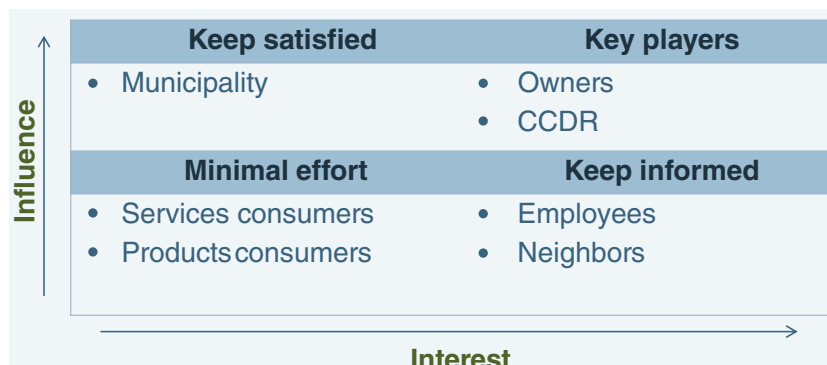 Keep satisfied
Key players
Municipality
Owners
CCDR
Minimal effort
Keep informed
Services consumers
Employees
Products consumers
Neighbors
Influence
Interest